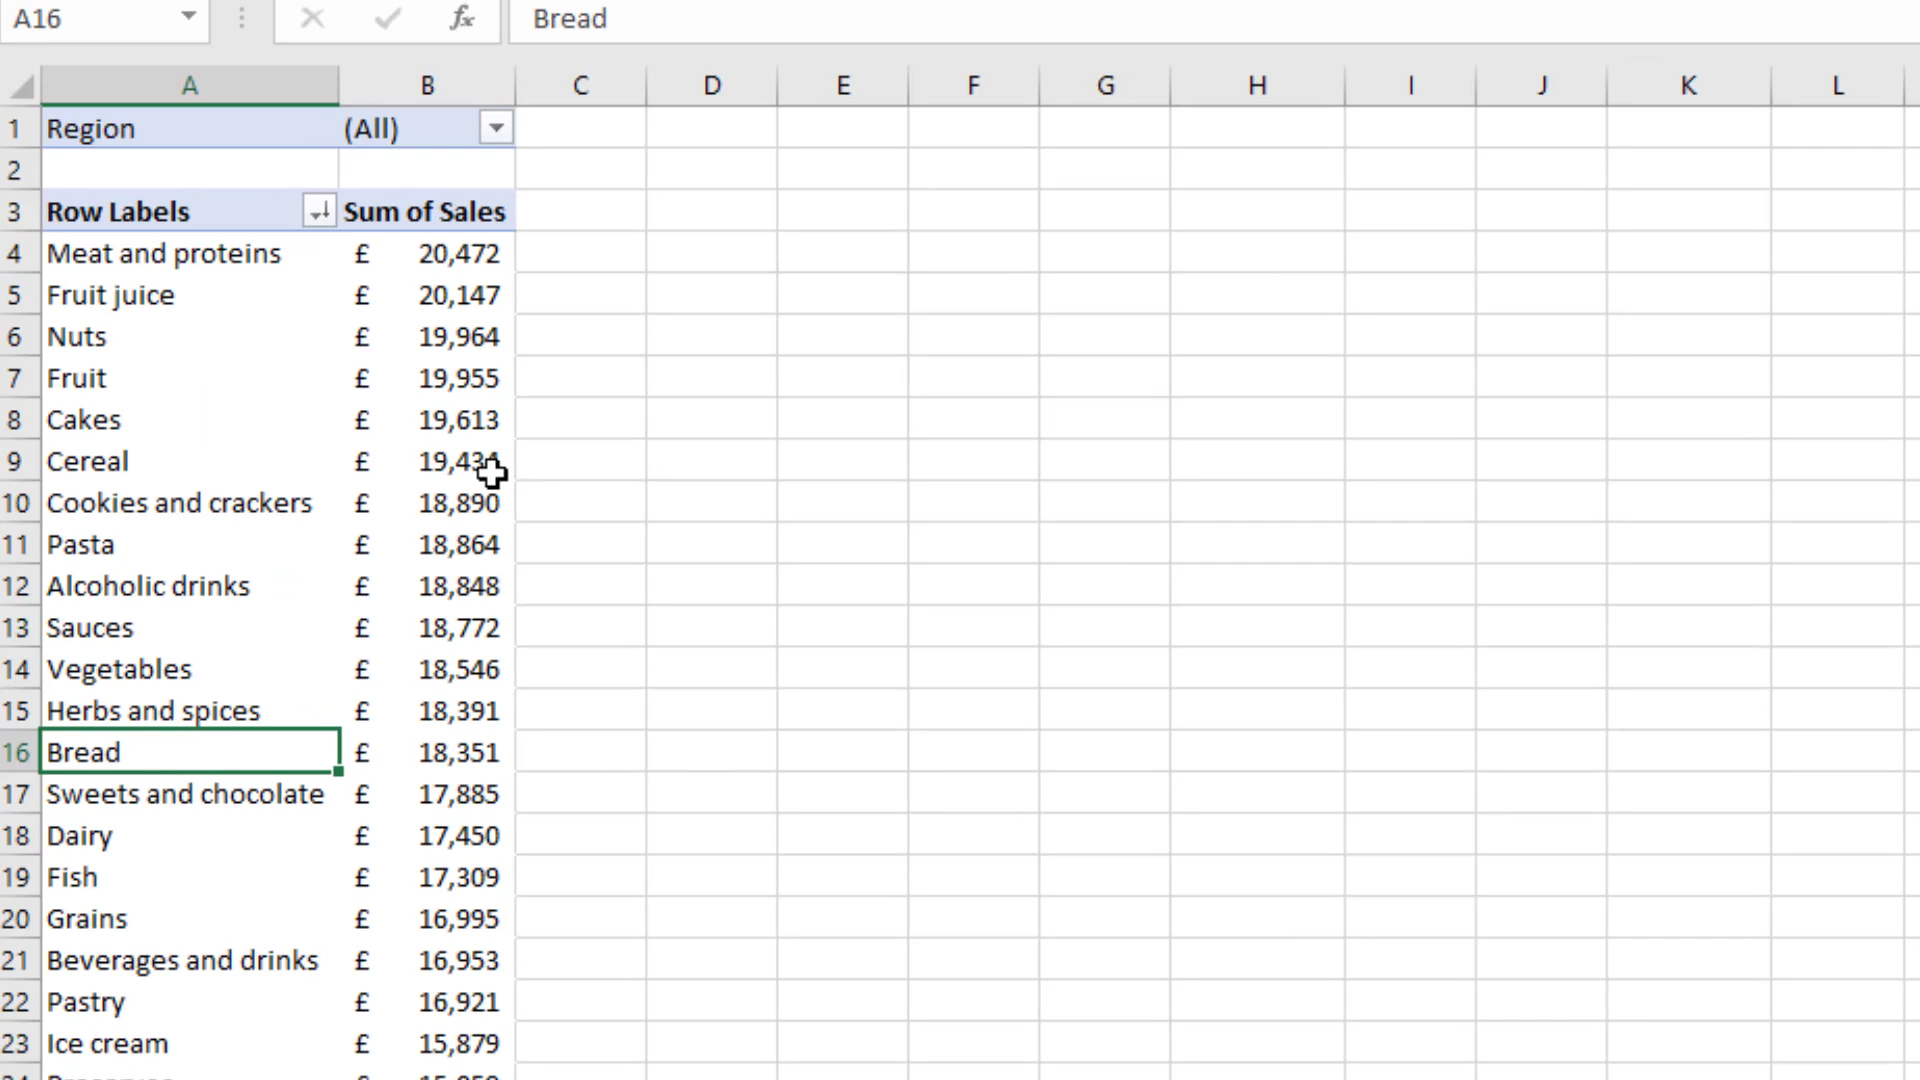 A16 fx Bread
A B C D E F G H I J K L
1 Region (All)
2
3 Row Labels Sum of Sales
4 Meat and proteins £ 20,472
5 Fruit juice £ 20,147
6 Nuts £ 19,964
7 Fruit £ 19,955
8 Cakes £ 19,613
9 Cereal £ 19,434
10 Cookies and crackers £ 18,890
11 Pasta £ 18,864
12 Alcoholic drinks £ 18,848
13 Sauces £ 18,772
14 Vegetables £ 18,546
15 Herbs and spices £ 18,391
16 Bread £ 18,351
17 Sweets and chocolate £ 17,885
18 Dairy £ 17,450
19 Fish £ 17,309
20 Grains £ 16,995
21 Beverages and drinks £ 16,953
22 Pastry £ 16,921
23 Ice cream £ 15,879